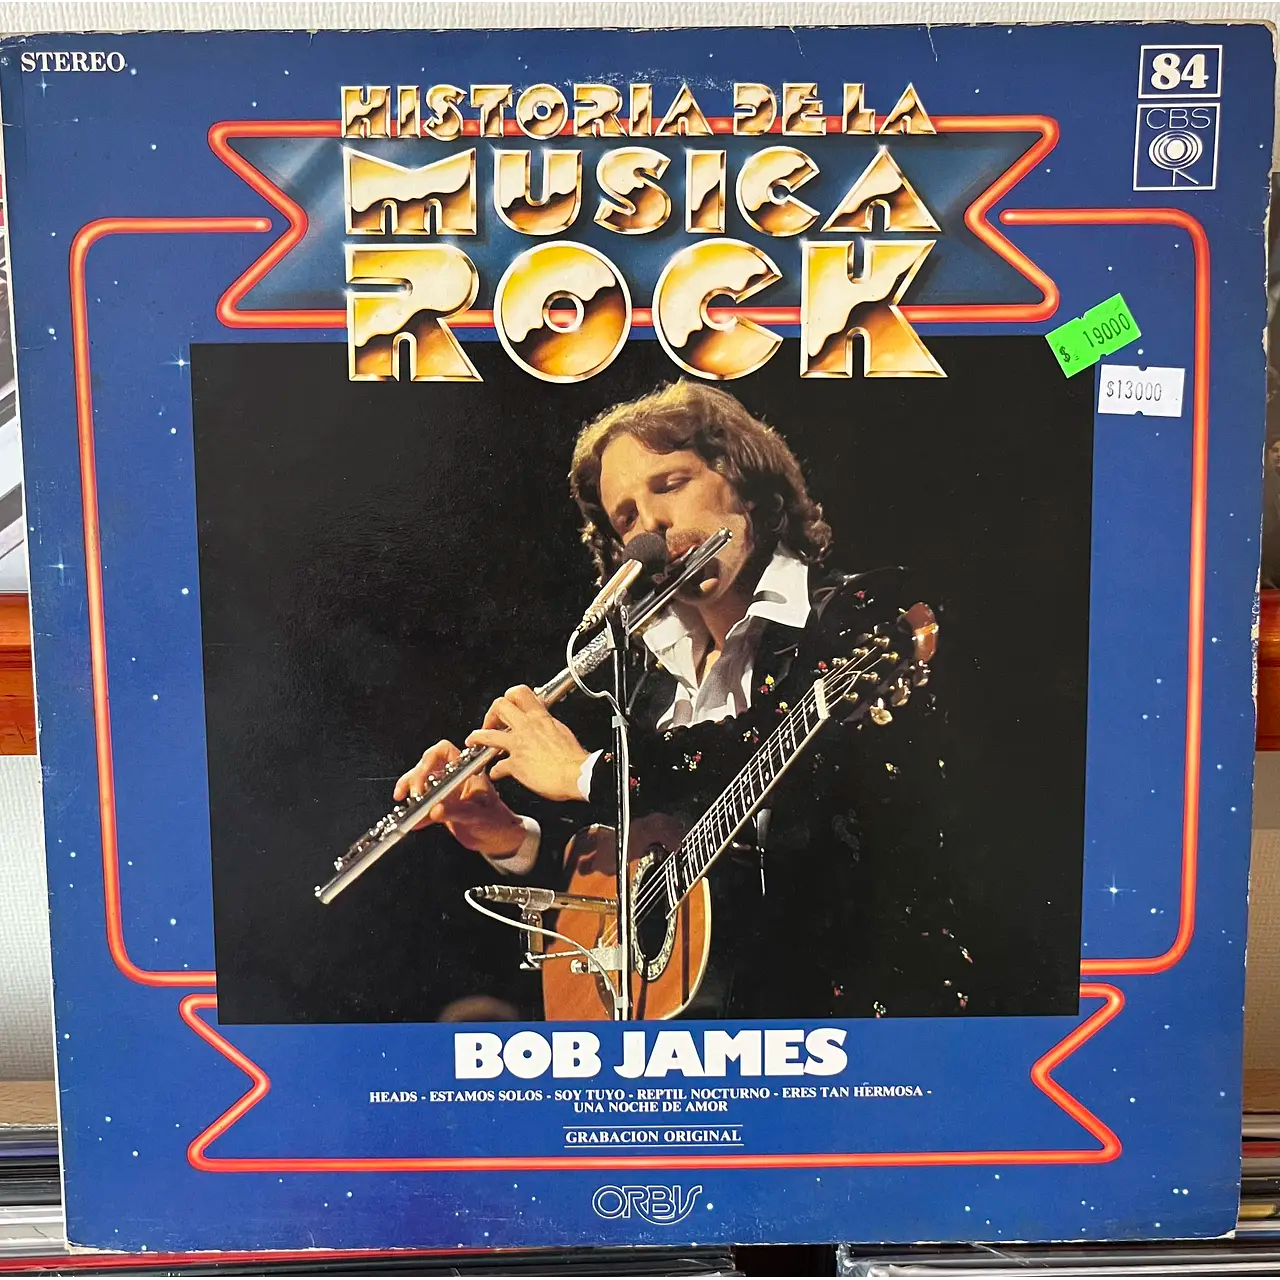 STEREO
84
CBS
HISTORIA DE LA
MUSICA
ROCK
$ 19000
$13000
BOB JAMES
HEADS - ESTAMOS SOLOS - SOY TUYO - REPTIL NOCTURNO - ERES TAN HERMOSA -
UNA NOCHE DE AMOR
GRABACION ORIGINAL
ORBIS